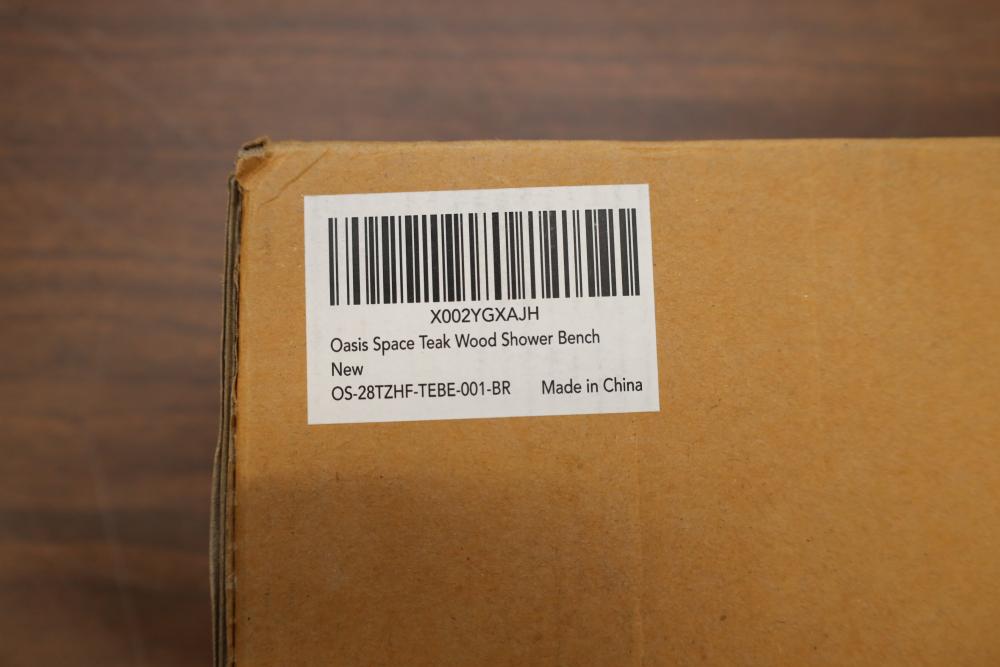 X002YGXAJH
Oasis Space Teak Wood Shower Bench
New
OS-28TZHF-TEBE-001-BR Made in China